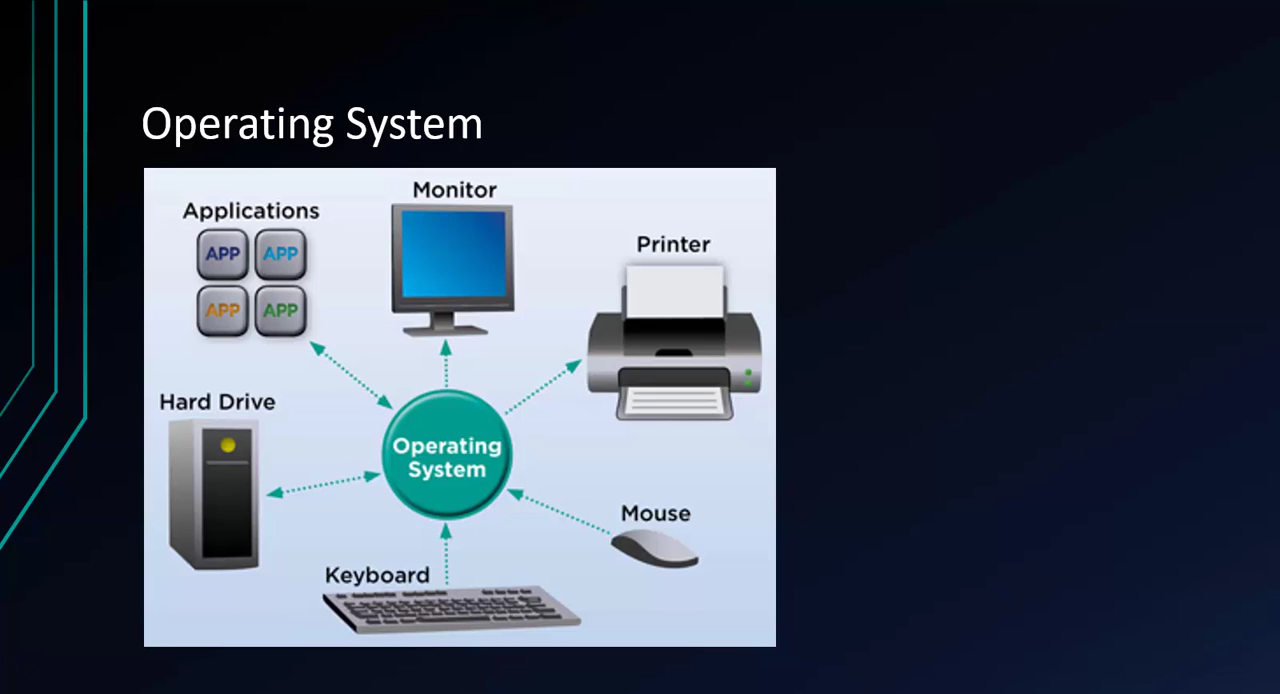 Operating System
Monitor
Applications
APP APP
APP APP
Printer
Hard Drive
Operating
System
Mouse
Keyboard